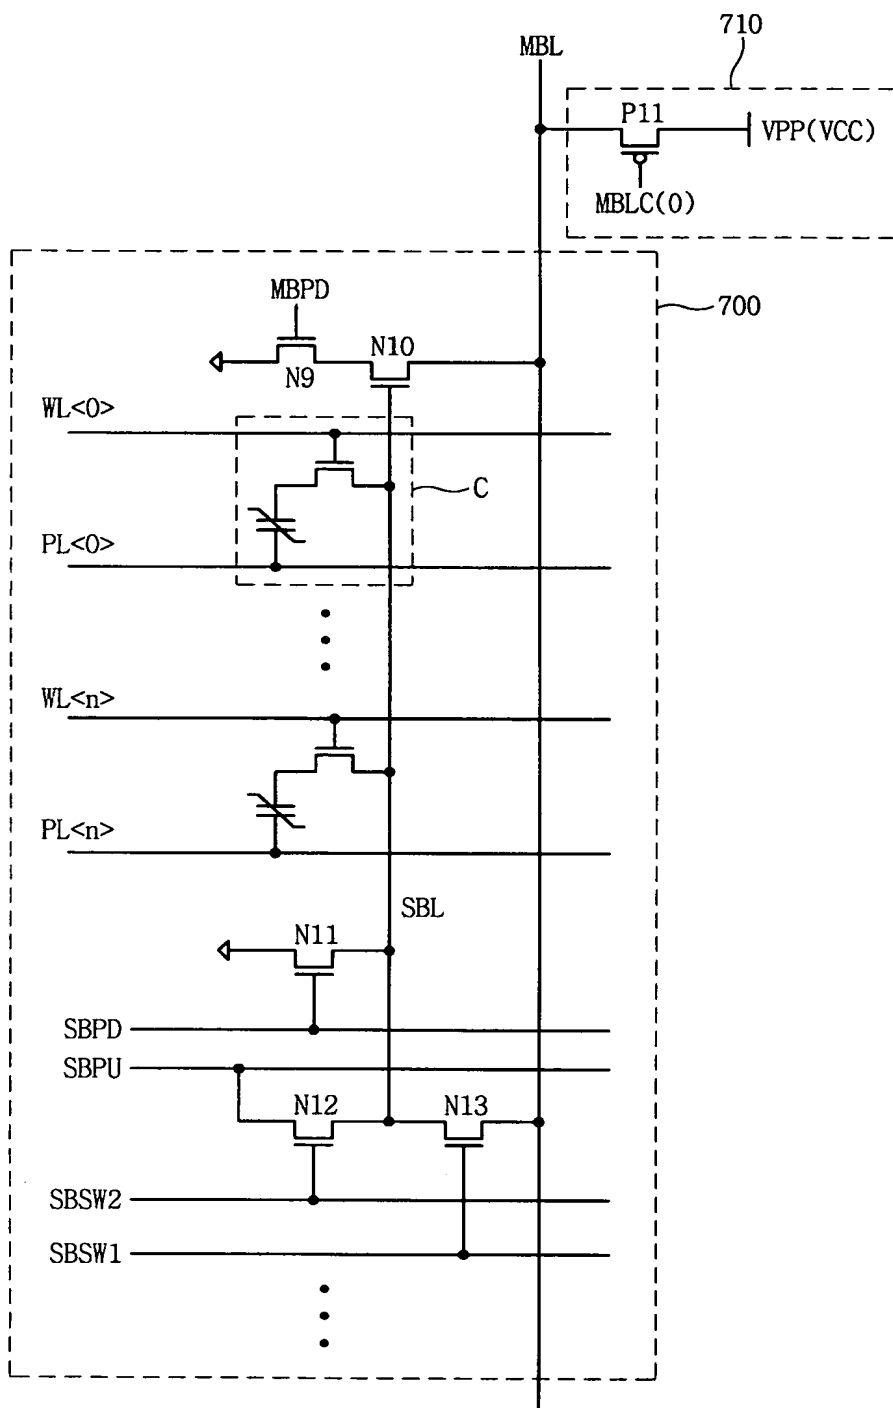 710
MBL
P11
VPP(VCC)
MBLC(0)
MBPD
700
N10
N9
WL<0>
C
PL<0>
WL<n>
PL<n>
SBL
N11
SBPD
SBPU
N12 N13
SBSW2
SBSW1